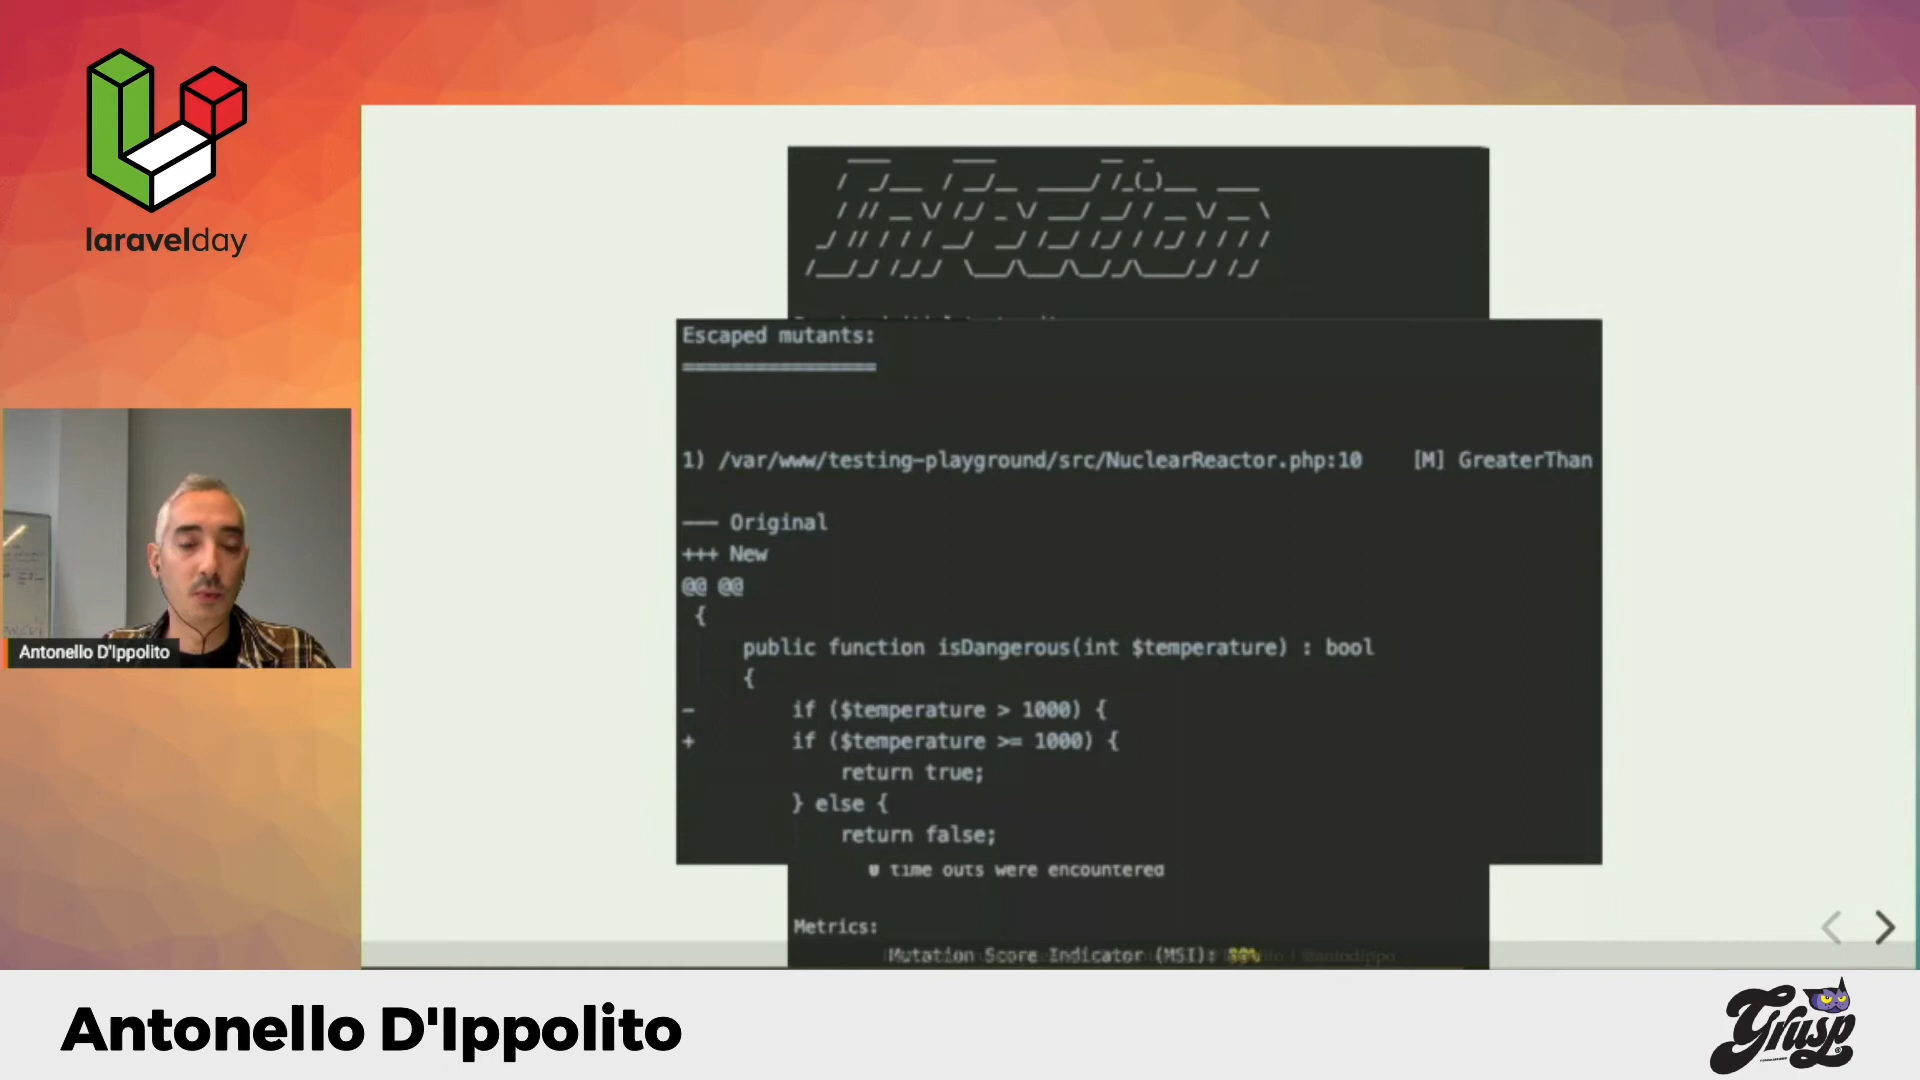 laravelday
Escaped mutants:
================
1) /var/www/testing-playground/src/NuclearReactor.php:10    [M] GreaterThan
--- Original
+++ New
@@ @@
{
public function isDangerous(int $temperature) : bool
{
-         if ($temperature > 1000) {
+         if ($temperature >= 1000) {
return true;
} else {
return false;
0 time outs were encountered
Metrics:
Mutation Score Indicator (MSI):
Antonello D'Ippolito
Antonello D'Ippolito
Grusp